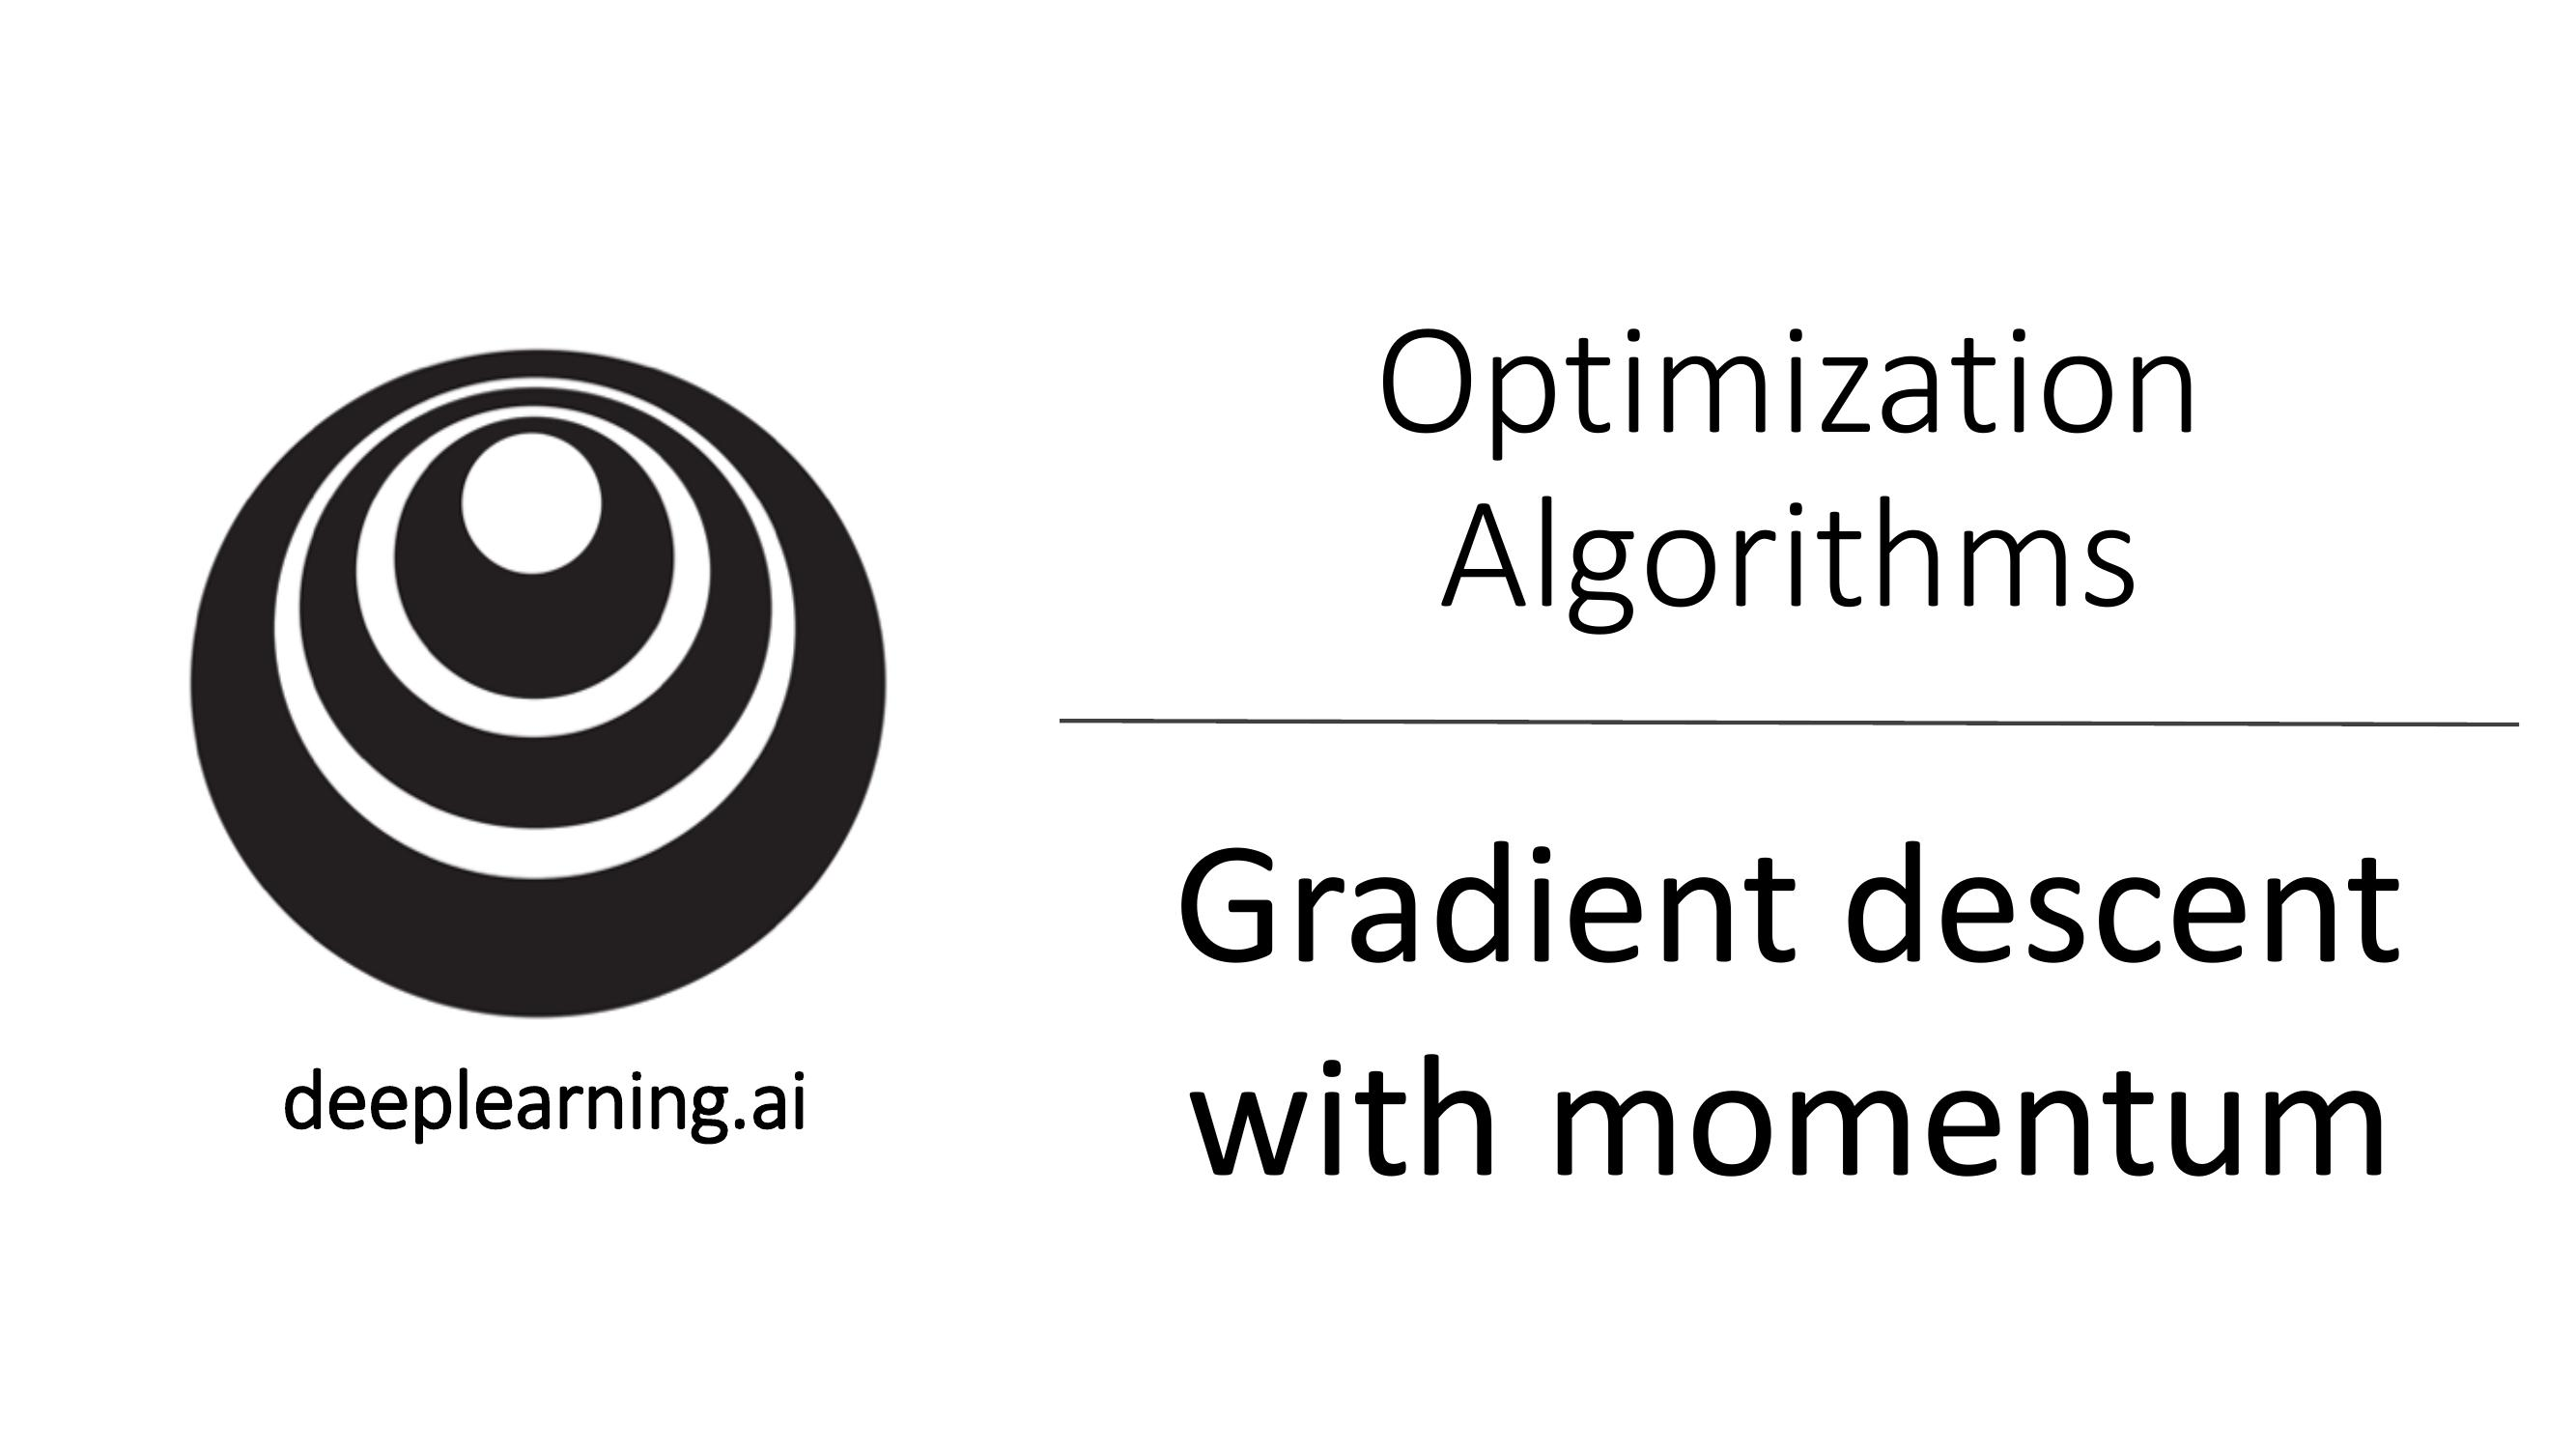 Optimization
Algorithms
Gradient descent
with momentum
deeplearning.ai